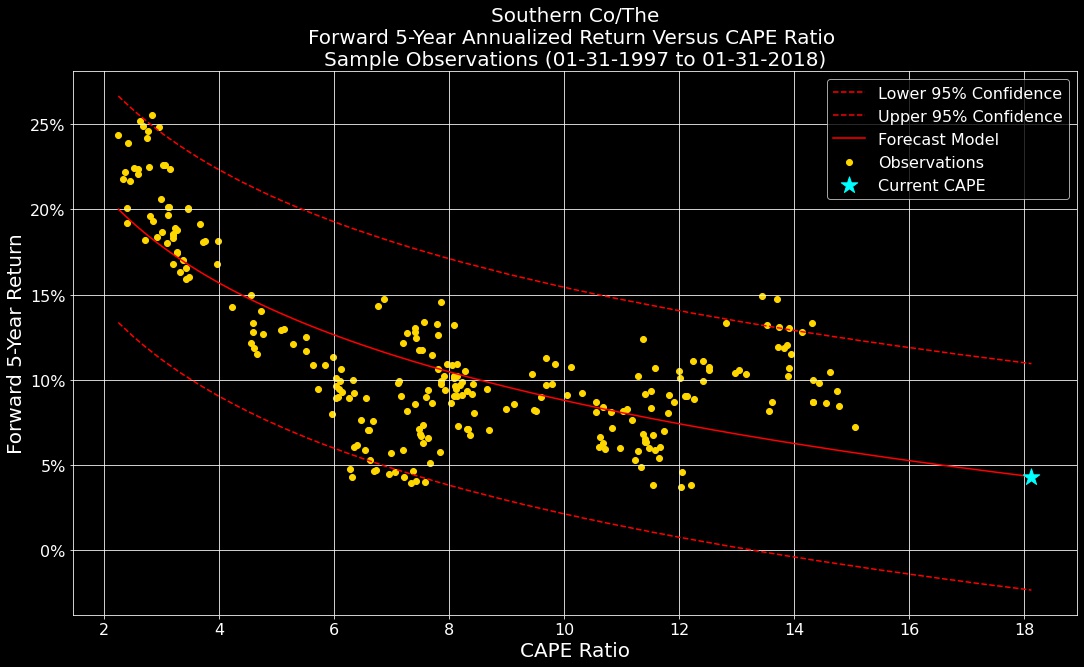 Southern Co/The
Forward 5-Year Annualized Return Versus CAPE Ratio
Sample Observations (01-31-1997 to 01-31-2018)
Lower 95% Confidence
Upper 95% Confidence
Forecast Model
Observations
Current CAPE
Forward 5-Year Return
25%
20%
15%
10%
5%
0%
2 4 6 8 10 12 14 16 18
CAPE Ratio